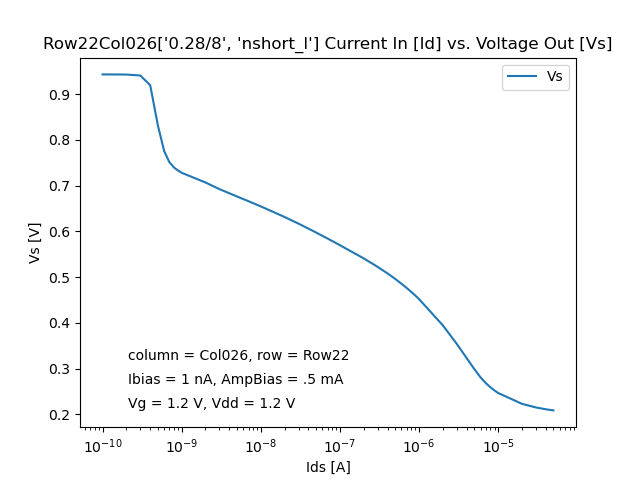 Row22Col026['0.28/8', 'nshort_l'] Current In [Id] vs. Voltage Out [Vs]
Vs
0.9
0.8
0.7
0.6
0.5
0.4
0.3
0.2
Vs [V]
column = Col026, row = Row22
Ibias = 1 nA, AmpBias = .5 mA
Vg = 1.2 V, Vdd = 1.2 V
10⁻¹⁰ 10⁻⁹ 10⁻⁸ 10⁻⁷ 10⁻⁶ 10⁻⁵
Ids [A]